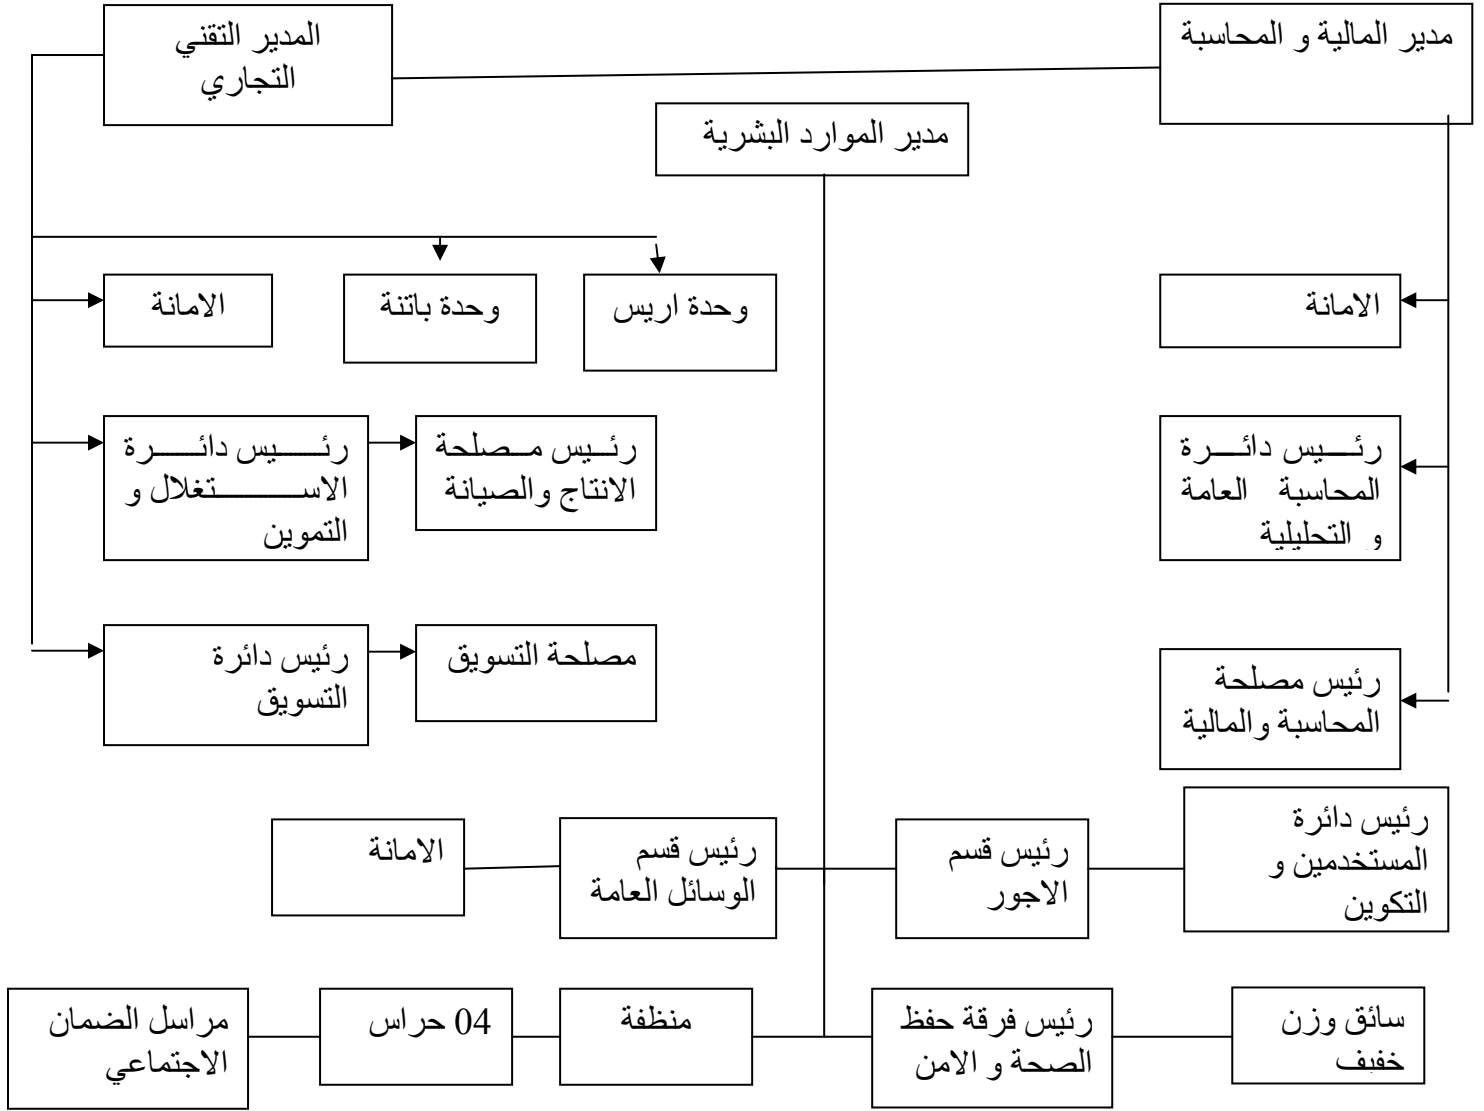 مدير المالية و المحاسبة
المدير التقني
التجاري
مدير الموارد البشرية
الامانة
وحدة اريس
وحدة باتنة
الامانة
رئيس دائرة
المحاسبة العامة
و التحليلية
رئيس مصلحة
الانتاج والصيانة
رئيس دائرة
الاستغلال و
التموين
رئيس مصلحة
المحاسبة والمالية
مصلحة التسويق
رئيس دائرة
التسويق
رئيس دائرة
المستخدمين و
التكوين
رئيس قسم
الاجور
رئيس قسم
الوسائل العامة
الامانة
سائق وزن
خفيف
رئيس فرقة حفظ
الصحة و الامن
منظفة
04 حراس
مراسل الضمان
الاجتماعي